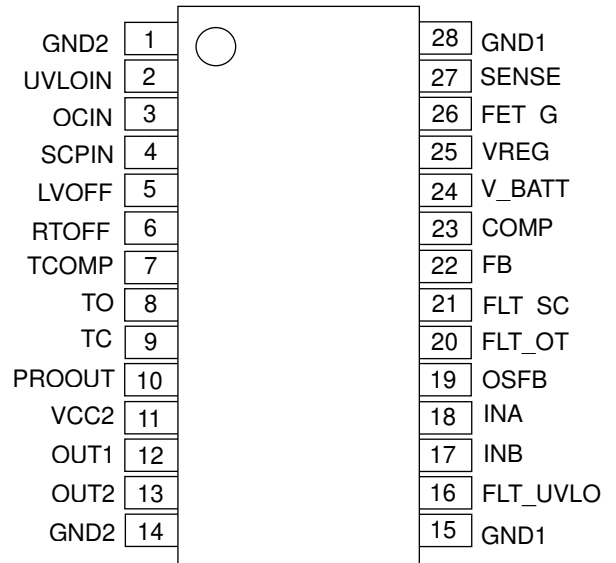 GND2 1 28 GND1
UVLOIN 2 27 SENSE
OCIN 3 26 FET G
SCPIN 4 25 VREG
LVOFF 5 24 V_BATT
RTOFF 6 23 COMP
TCOMP 7 22 FB
TO 8 21 FLT SC
TC 9 20 FLT_OT
PROOUT 10 19 OSFB
VCC2 11 18 INA
OUT1 12 17 INB
OUT2 13 16 FLT_UVLO
GND2 14 15 GND1